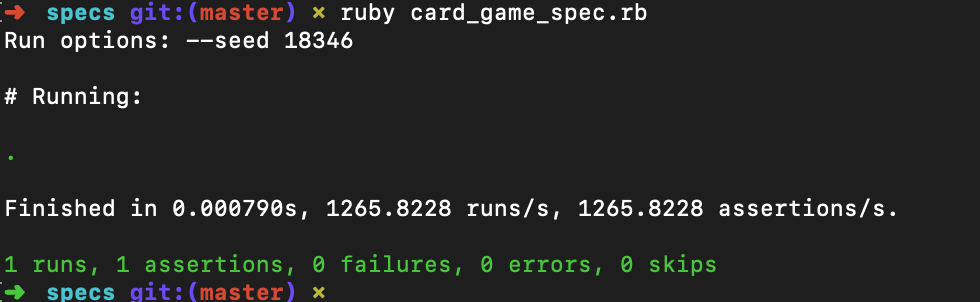 ➜ specs git:(master) × ruby card_game_spec.rb
Run options: --seed 18346
# Running:
.
Finished in 0.000790s, 1265.8228 runs/s, 1265.8228 assertions/s.
1 runs, 1 assertions, 0 failures, 0 errors, 0 skips
➜ specs git:(master) ×